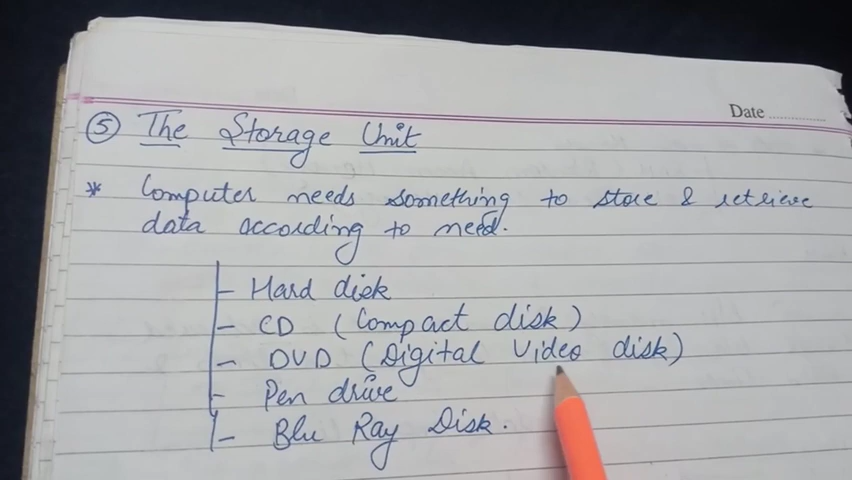 Date ..............
⑤ The Storage Unit
* Computer needs something to store & retrieve
data according to need.
- Hard disk
- CD (Compact disk)
- DVD (Digital Video disk)
- Pen drive
- Blu Ray Disk.